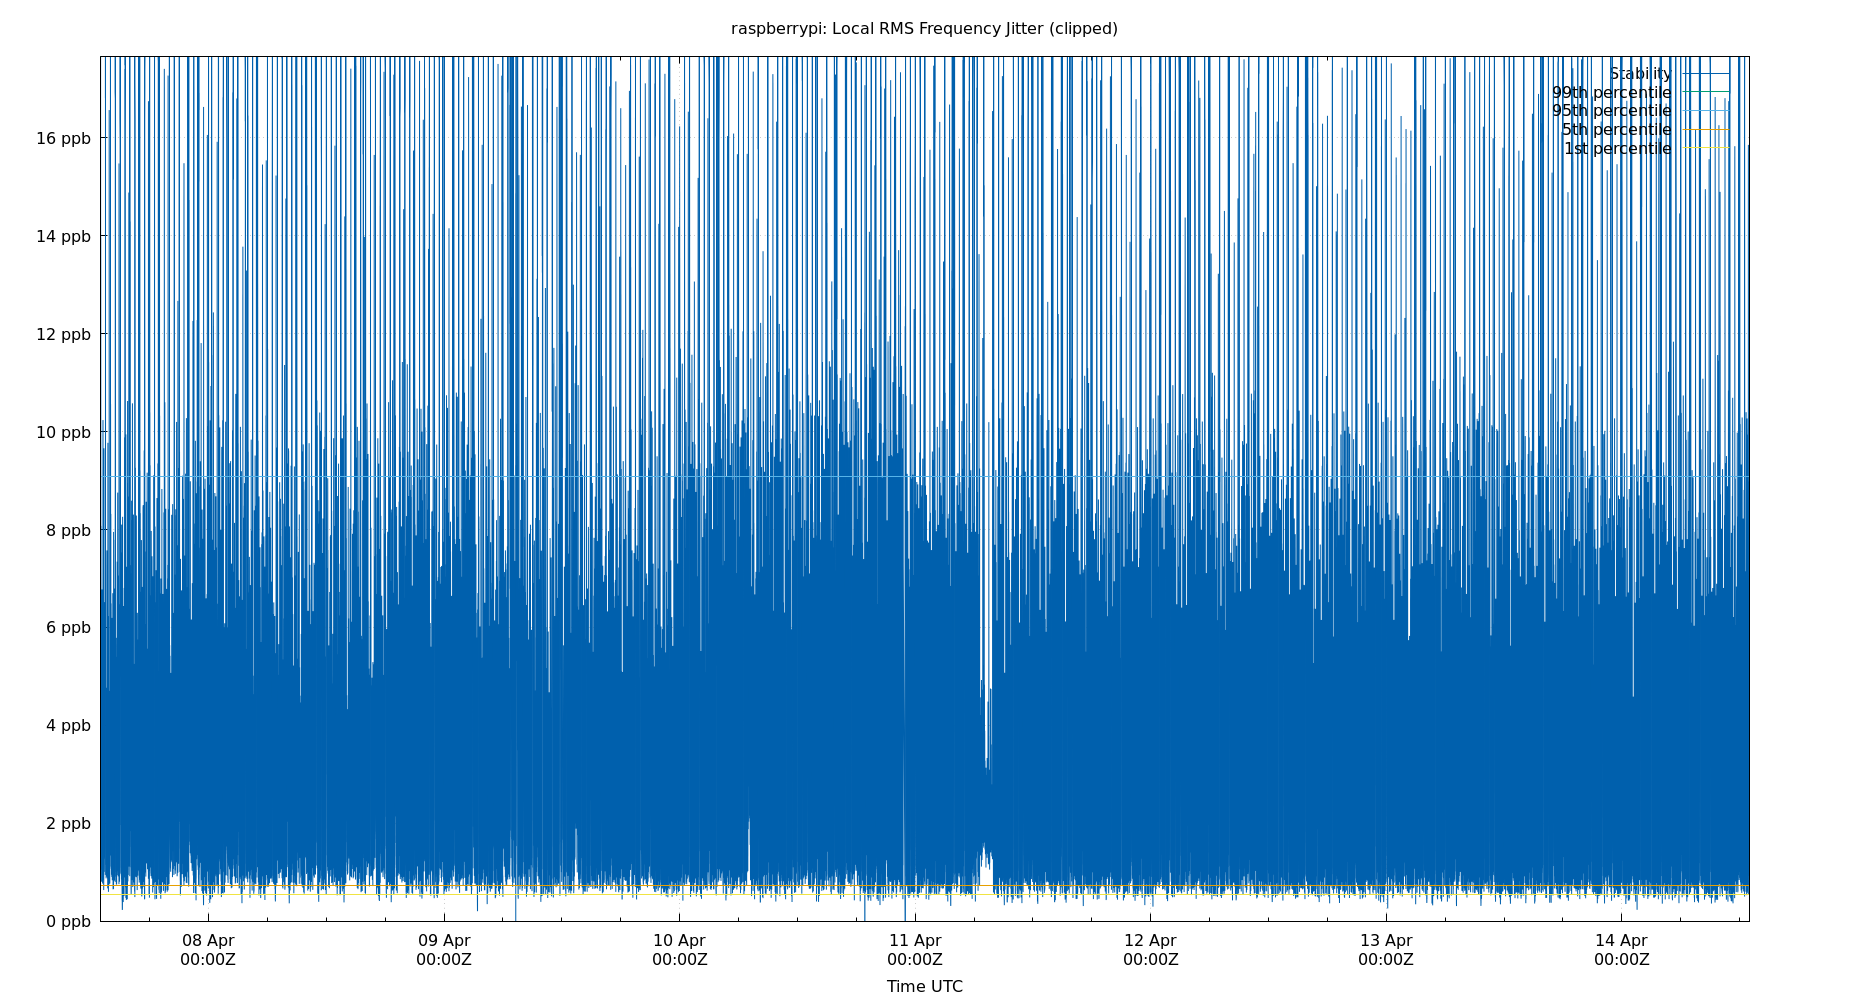 raspberrypi: Local RMS Frequency Jitter (clipped)
Stability
99th percentile
95th percentile
5th percentile
1st percentile
16 ppb
14 ppb
12 ppb
10 ppb
8 ppb
6 ppb
4 ppb
2 ppb
0 ppb
08 Apr 09 Apr 10 Apr 11 Apr 12 Apr 13 Apr 14 Apr
00:00Z 00:00Z 00:00Z 00:00Z 00:00Z 00:00Z 00:00Z
Time UTC